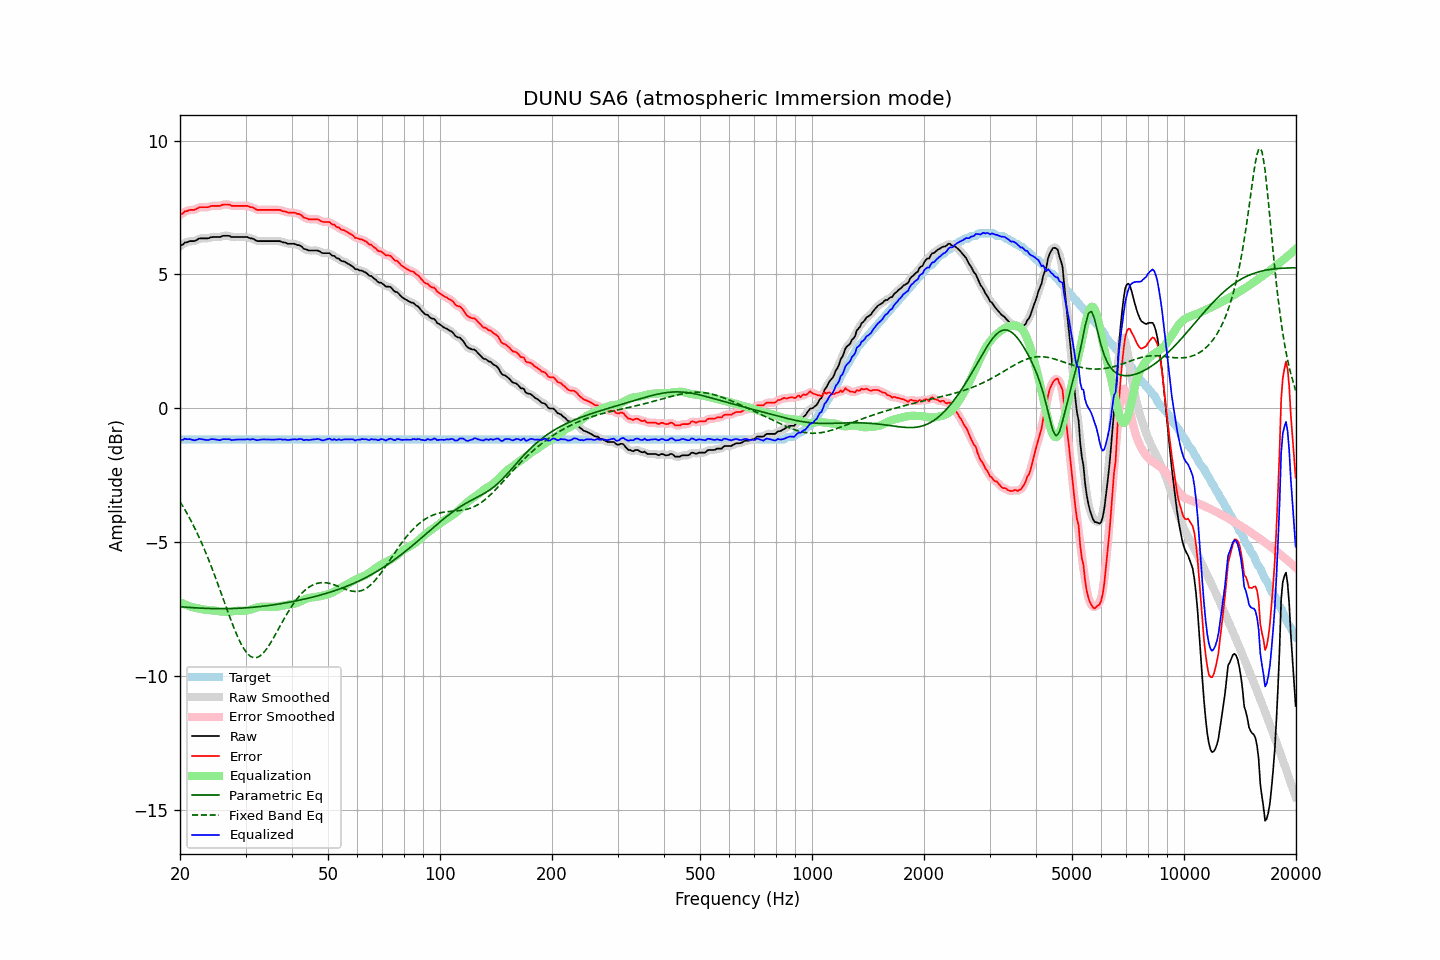 DUNU SA6 (atmospheric Immersion mode)
Amplitude (dBr)
10
5
0
−5
−10
−15
Target
Raw Smoothed
Error Smoothed
Raw
Error
Equalization
Parametric Eq
Fixed Band Eq
Equalized
20 50 100 200 500 1000 2000 5000 10000 20000
Frequency (Hz)